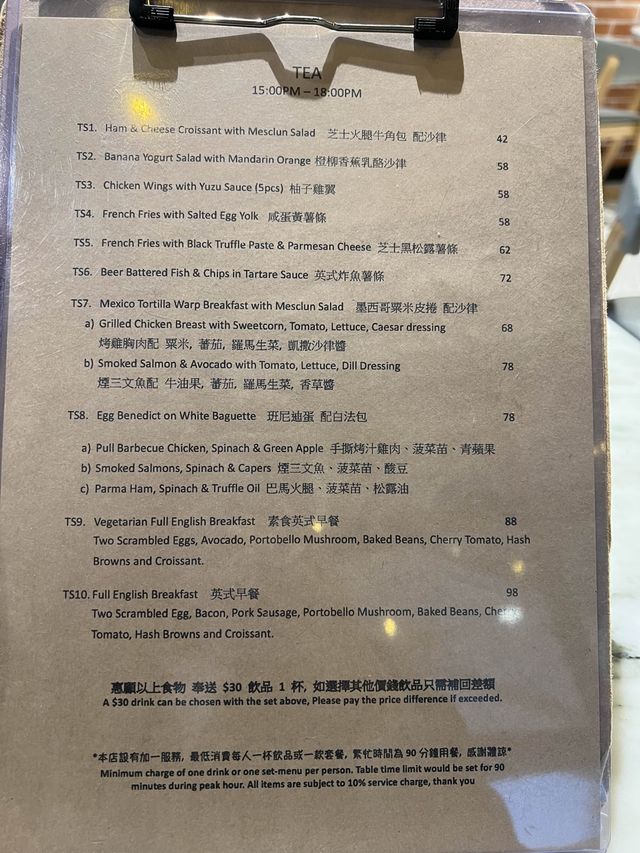 TEA
15:00PM – 18:00PM
TS1. Ham & Cheese Croissant with Mesclun Salad 芝士火腿牛角包 配沙律 42
TS2. Banana Yogurt Salad with Mandarin Orange 橙柳香蕉乳酪沙律 58
TS3. Chicken Wings with Yuzu Sauce (5pcs) 柚子雞翼 58
TS4. French Fries with Salted Egg Yolk 咸蛋黃薯條 58
TS5. French Fries with Black Truffle Paste & Parmesan Cheese 芝士黑松露薯條 62
TS6. Beer Battered Fish & Chips in Tartare Sauce 英式炸魚薯條 72
TS7. Mexico Tortilla Warp Breakfast with Mesclun Salad 墨西哥粟米皮捲 配沙律
a) Grilled Chicken Breast with Sweetcorn, Tomato, Lettuce, Caesar dressing 68
烤雞胸肉配 粟米, 蕃茄, 羅馬生菜, 凱撒沙律醬
b) Smoked Salmon & Avocado with Tomato, Lettuce, Dill Dressing 78
煙三文魚配 牛油果, 蕃茄, 羅馬生菜, 香草醬
TS8. Egg Benedict on White Baguette 班尼迪蛋 配白法包 78
a) Pull Barbecue Chicken, Spinach & Green Apple 手撕烤汁雞肉、菠菜苗、青蘋果
b) Smoked Salmons, Spinach & Capers 煙三文魚、菠菜苗、酸豆
c) Parma Ham, Spinach & Truffle Oil 巴馬火腿、菠菜苗、松露油
TS9. Vegetarian Full English Breakfast 素食英式早餐 88
Two Scrambled Eggs, Avocado, Portobello Mushroom, Baked Beans, Cherry Tomato, Hash
Browns and Croissant.
TS10. Full English Breakfast 英式早餐 98
Two Scrambled Egg, Bacon, Pork Sausage, Portobello Mushroom, Baked Beans, Cherry
Tomato, Hash Browns and Croissant.
惠顧以上食物 奉送 $30 飲品 1 杯, 如選擇其他價錢飲品只需補回差額
A $30 drink can be chosen with the set above, Please pay the price difference if exceeded.
*本店設有加一服務, 最低消費每人一杯飲品或一款套餐, 繁忙時間為 90 分鐘用餐, 感謝體諒*
Minimum charge of one drink or one set-menu per person. Table time limit would be set for 90
minutes during peak hour. All items are subject to 10% service charge, thank you